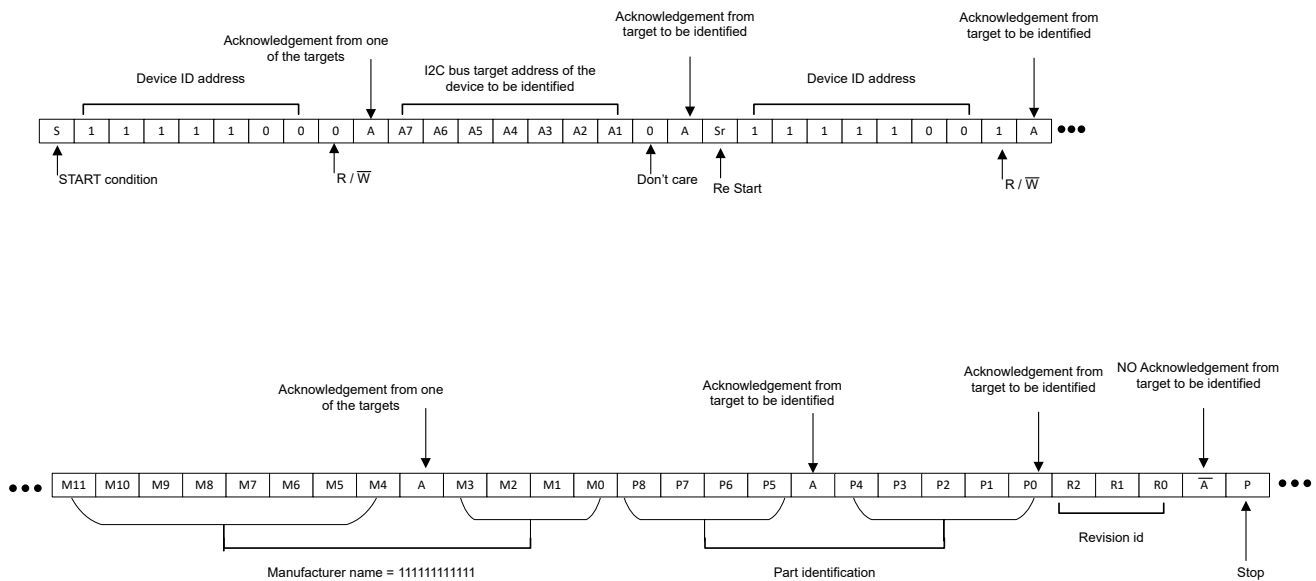 Acknowledgement from
target to be identified
Acknowledgement from
target to be identified
Acknowledgement from one
of the targets
Device ID address
I2C bus target address of the
device to be identified
Device ID address
S 1 1 1 1 1 0 0 0 A A7 A6 A5 A4 A3 A2 A1 0 A Sr 1 1 1 1 1 0 0 1 A •••
START condition
R / W̅
Don't care
Re Start
R / W̅
Acknowledgement from one
of the targets
Acknowledgement from
target to be identified
Acknowledgement from
target to be identified
NO Acknowledgement from
target to be identified
••• M11 M10 M9 M8 M7 M6 M5 M4 A M3 M2 M1 M0 P8 P7 P6 P5 A P4 P3 P2 P1 P0 R2 R1 R0 A̅ P •••
Revision id
Manufacturer name = 111111111111
Part identification
Stop